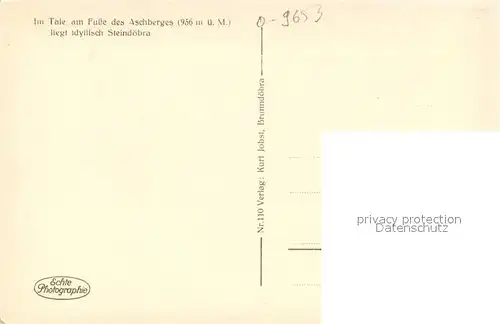 Im Tale am Fuße des Aschberges (956 m ü. M.)
liegt idyllisch Steindöbra
Q-9653
Nr. 110 Verlag: Kurt Jobst, Brunndöbra
privacy protection
Datenschutz
Echte
Photographie